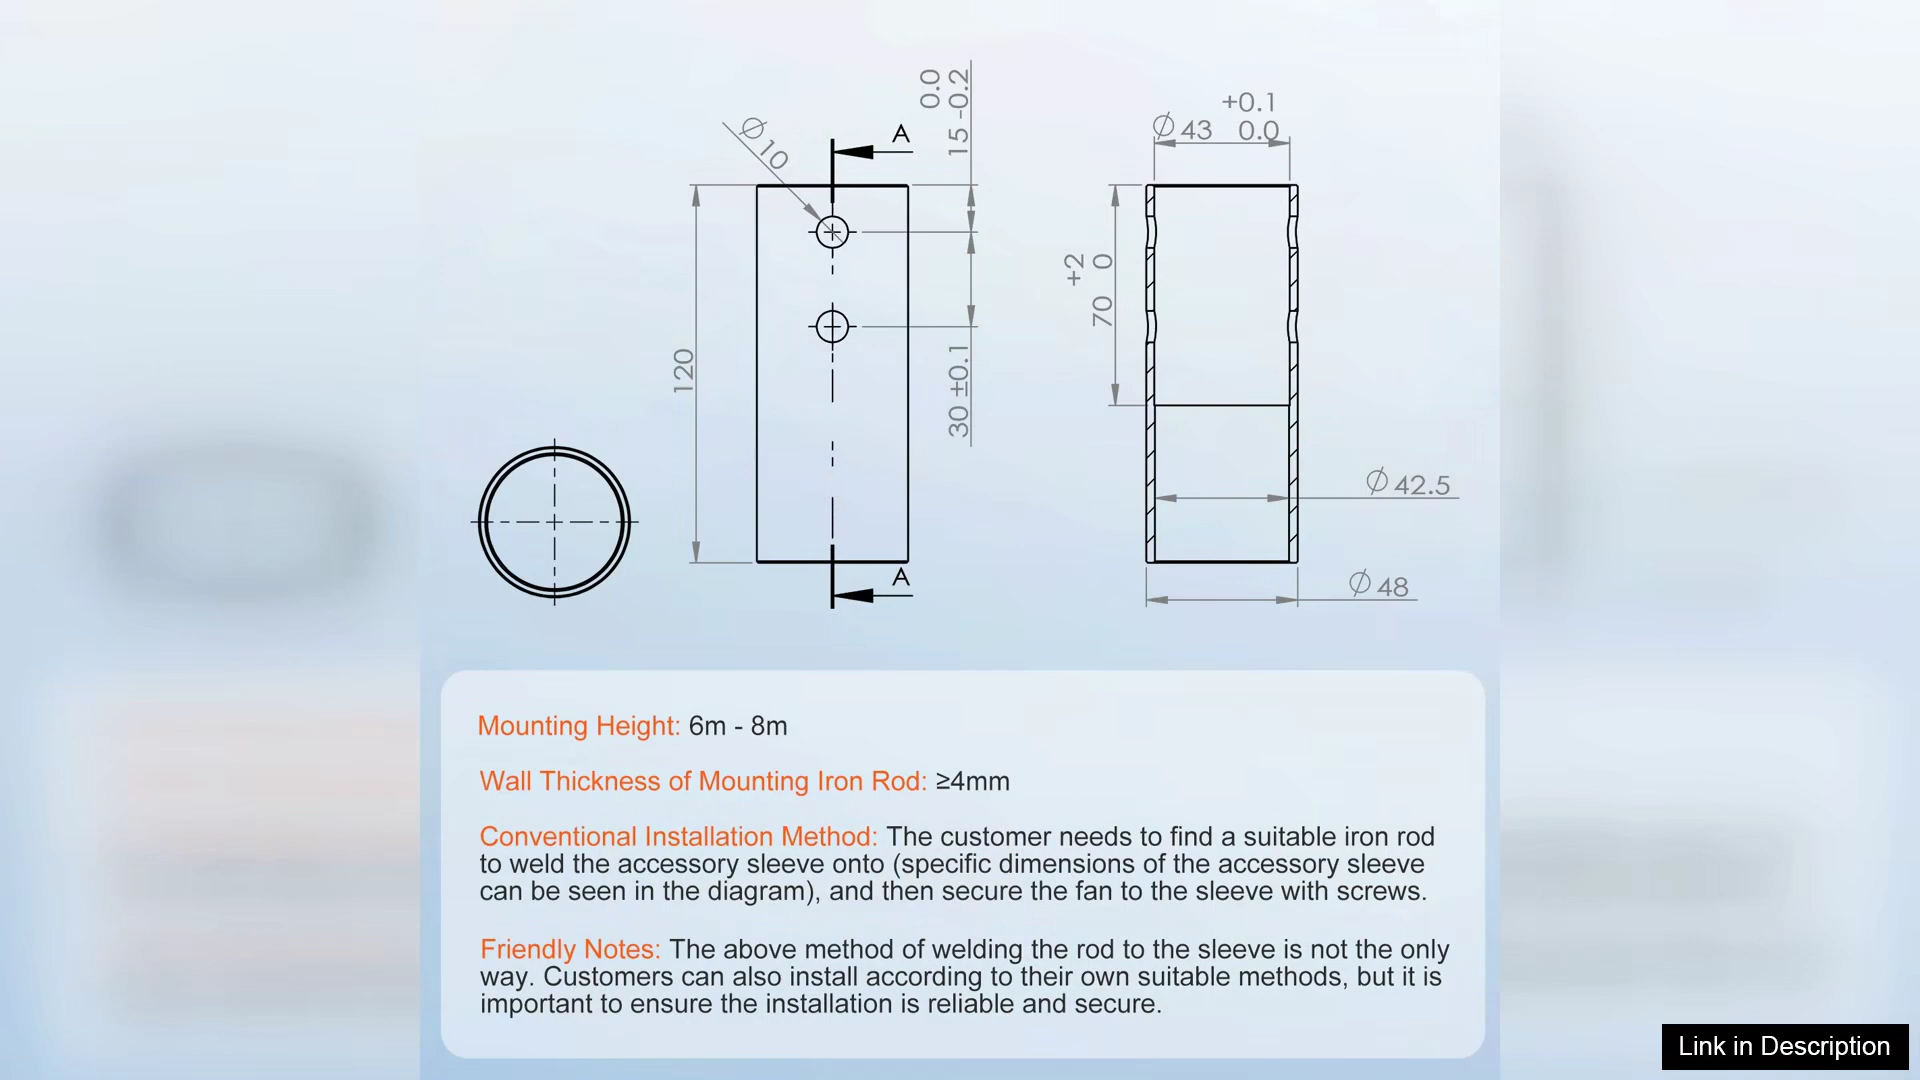 0.0
15 -0.2
Ø10
A
+0.1
Ø43 0.0
+2
70 0
120
30 ±0.1
Ø42.5
A
Ø48
Mounting Height: 6m - 8m
Wall Thickness of Mounting Iron Rod: ≥4mm
Conventional Installation Method: The customer needs to find a suitable iron rod
to weld the accessory sleeve onto (specific dimensions of the accessory sleeve
can be seen in the diagram), and then secure the fan to the sleeve with screws.
Friendly Notes: The above method of welding the rod to the sleeve is not the only
way. Customers can also install according to their own suitable methods, but it is
important to ensure the installation is reliable and secure.
Link in Description